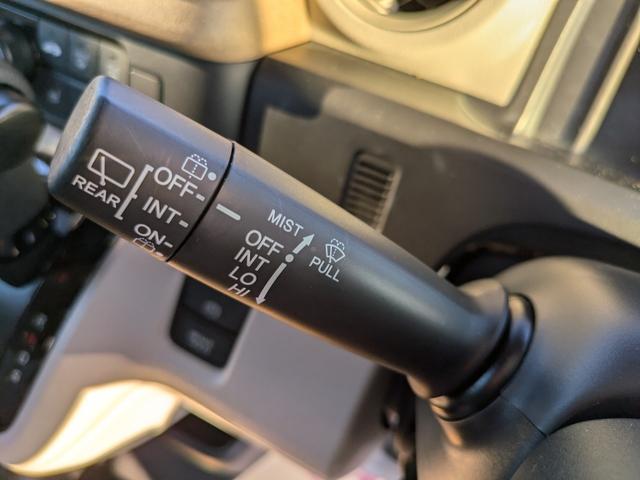 REAR
OFF
INT
ON
MIST
OFF
INT
LO
HI
PULL